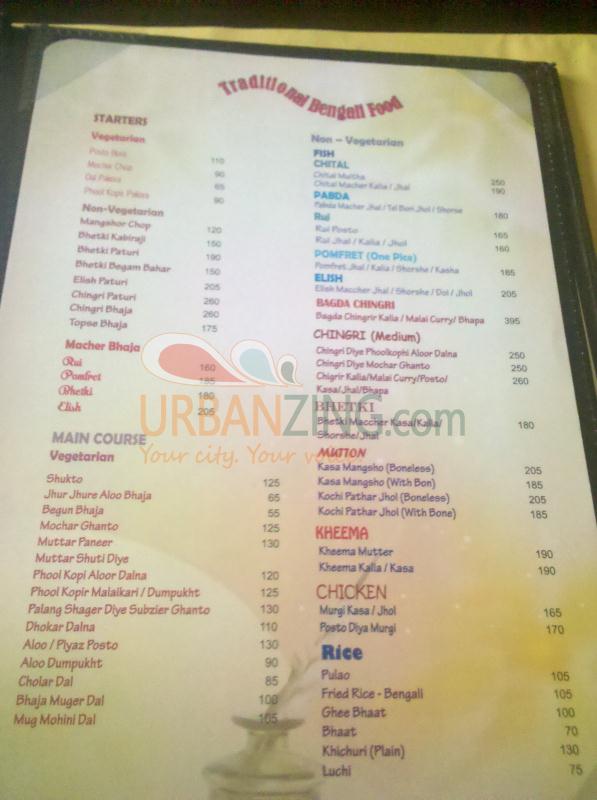 Traditional Bengali Food
STARTERS
Vegetarian
Posto Bora 110
Mochar Chop 90
Dal Pakora 65
Phool Kopir Pakora 90
Non-Vegetarian
Mangshor Chop 120
Bhetki Kabiraji 150
Bhetki Paturi 190
Bhetki Begam Bahar 150
Elish Paturi 205
Chingri Paturi 260
Chingri Bhaja 260
Topse Bhaja 175
Macher Bhaja
Rui 160
Pomfret 195
Bhetki 180
Elish 205
MAIN COURSE
Vegetarian
Shukto 125
Jhur Jhure Aloo Bhaja 65
Begun Bhaja 55
Mochar Ghanto 125
Muttar Paneer 130
Muttar Shuti Diye
Phool Kopi Aloor Dalna 120
Phool Kopir Malaikari / Dumpukht 125
Palang Shager Diye Subzier Ghanto 130
Dhokar Dalna 110
Aloo / Piyaz Posto 130
Aloo Dumpukht 90
Cholar Dal 85
Bhaja Muger Dal 100
Mug Mohini Dal 105
Non - Vegetarian
FISH
CHITAL
Chital Muitha 250
Chital Macher Kalia / Jhal 190
PABDA
Pabda Macher Jhal / Tel Bori Jhol / Shorse 180
Rui
Rui Posto 165
Rui Jhal / Kalia / Jhol 160
POMFRET (One Pics)
Pomfret Jhal / Kalia / Shorshe / Kasha 185
ELISH
Elish Maccher Jhal / Shorshe / Doi / Jhol 205
BAGDA CHINGRI
Bagda Chingrir Kalia / Malai Curry/ Bhapa 395
CHINGRI (Medium)
Chingri Diye Phoolkophi Aloor Dalna 250
Chingri Diye Mochar Ghanto 250
Chigrir Kalia/Malai Curry/Posto/ 260
Kasa/Jhal/Bhapa
BHETKI
Bhetki Maccher Kasa/Kalia/ 180
Shorshe/Jhal
MUTTON
Kasa Mangsho (Boneless) 205
Kasa Mangsho (With Bon) 185
Kochi Pathar Jhol (Boneless) 205
Kochi Pathar Jhol (With Bone) 185
KHEEMA
Kheema Mutter 190
Kheema Kalia / Kasa 190
CHICKEN
Murgi Kasa / Jhol 165
Posto Diya Murgi 170
Rice
Pulao 105
Fried Rice - Bengali 105
Ghee Bhaat 100
Bhaat 70
Khichuri (Plain) 130
Luchi 75
URBANZING.com
Your city. Your voice